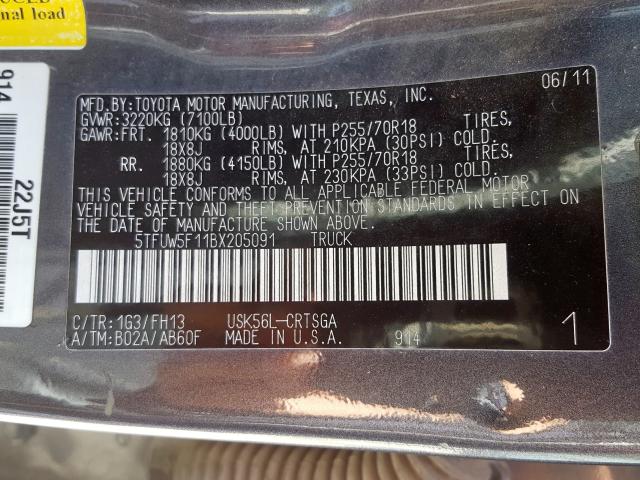 nal load
914
22J5T
06/11
MFD.BY:TOYOTA MOTOR MANUFACTURING, TEXAS, INC.
GVWR:3220KG (7100LB)
GAWR:FRT. 1810KG (4000LB) WITH P255/70R18 TIRES,
18X8J RIMS, AT 210KPA (30PSI) COLD.
RR. 1880KG (4150LB) WITH P255/70R18 TIRES,
18X8J RIMS, AT 230KPA (33PSI) COLD.
THIS VEHICLE CONFORMS TO ALL APPLICABLE FEDERAL MOTOR
VEHICLE SAFETY AND THEFT PREVENTION STANDARDS IN EFFECT ON
THE DATE OF MANUFACTURE SHOWN ABOVE.
5TFUW5F11BX205091 TRUCK
C/TR:1G3/FH13 USK56L-CRTSGA
A/TM:B02A/AB60F MADE IN U.S.A. 914 1